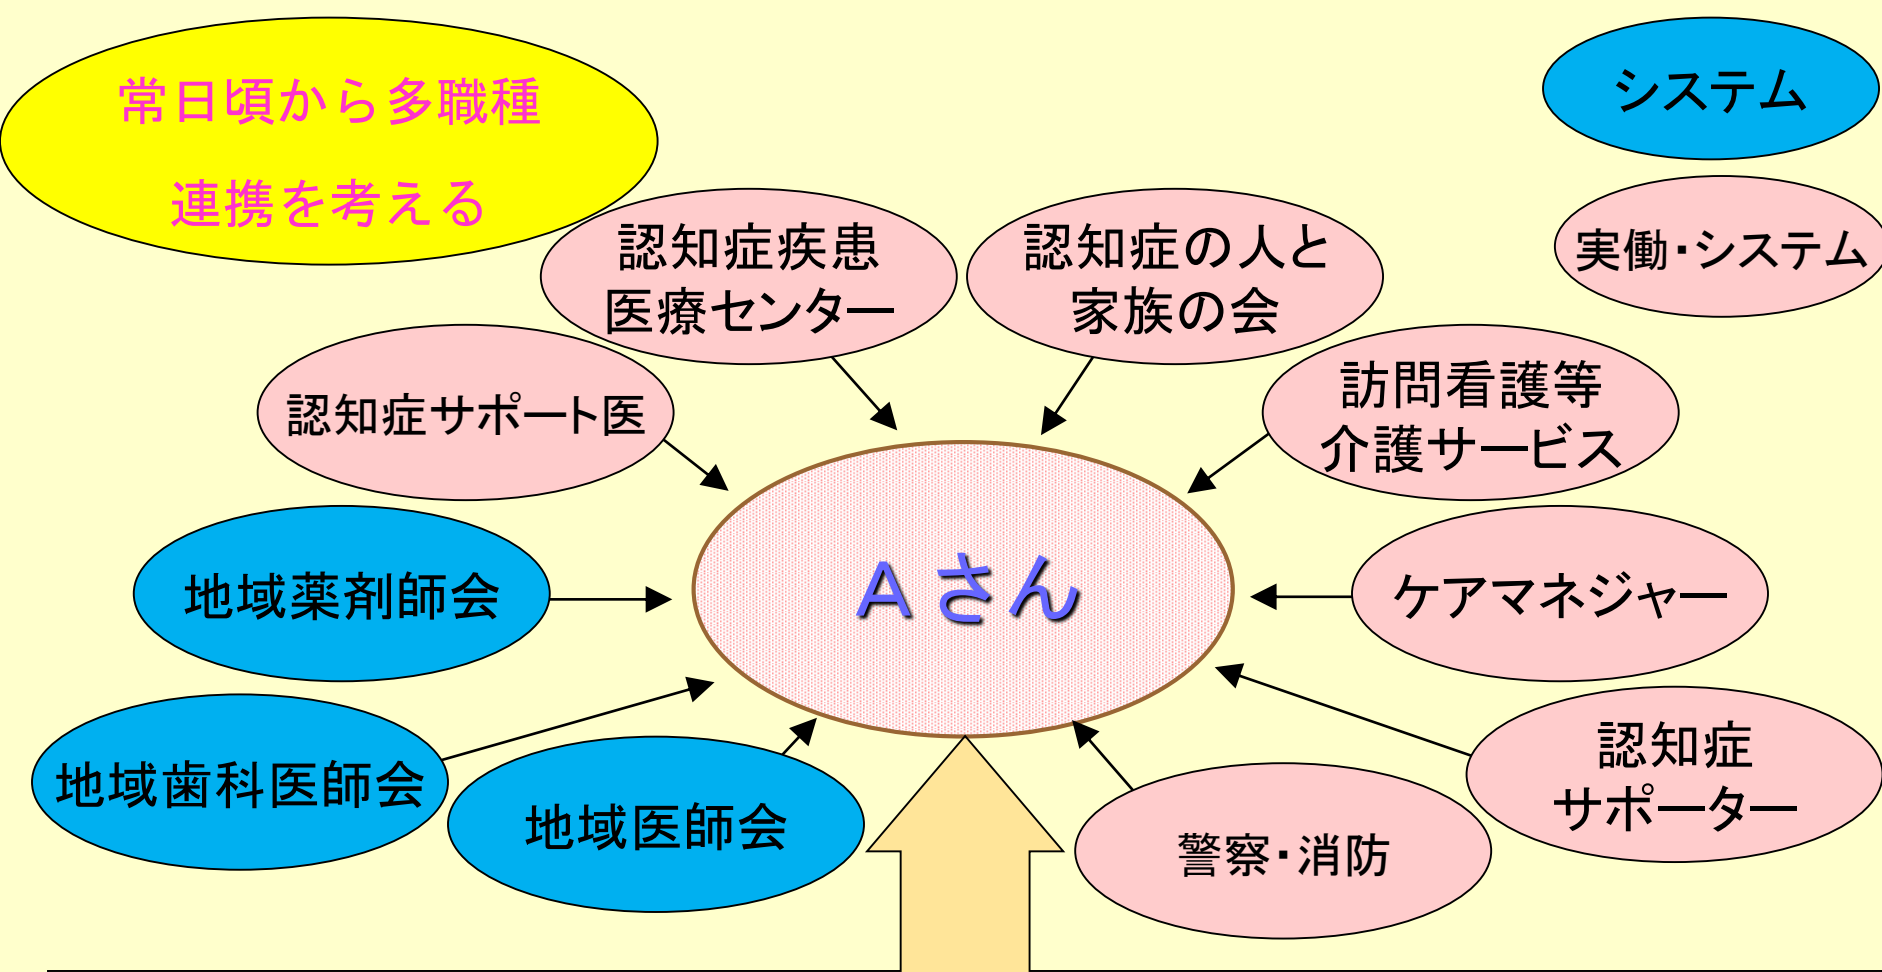 常日頃から多職種
連携を考える
システム
実働・システム
認知症疾患
医療センター
認知症の人と
家族の会
認知症サポート医
訪問看護等
介護サービス
地域薬剤師会
Aさん
ケアマネジャー
地域歯科医師会
地域医師会
警察・消防
認知症
サポーター